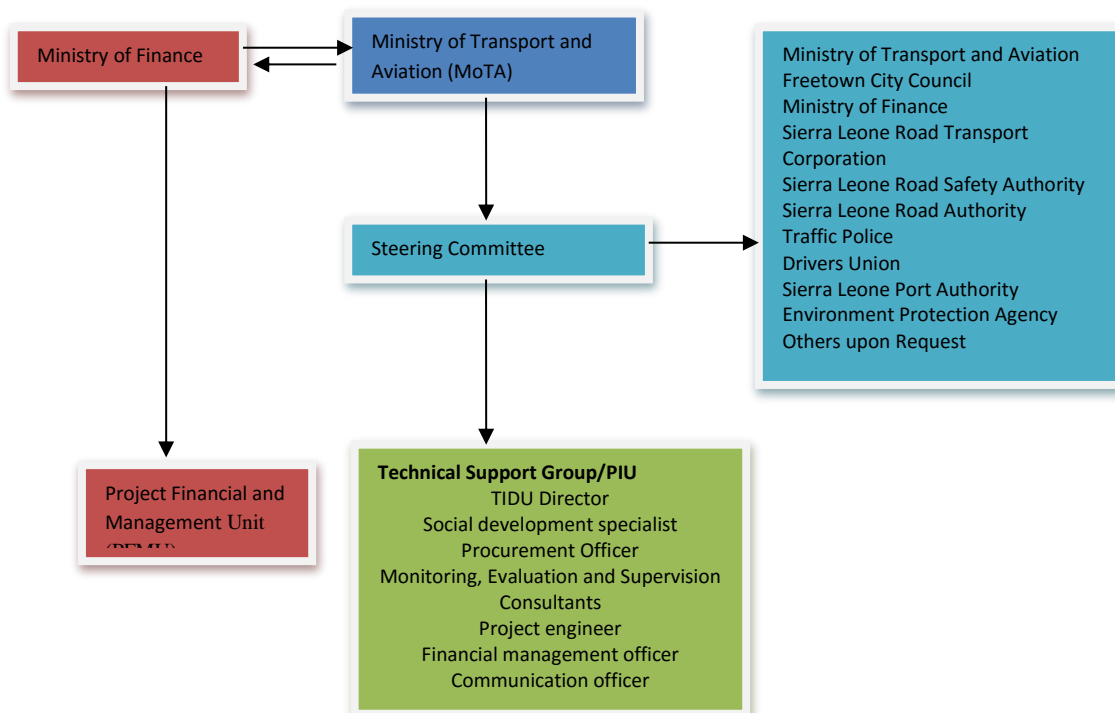 Ministry of Finance
Ministry of Transport and
Aviation (MoTA)
Ministry of Transport and Aviation
Freetown City Council
Ministry of Finance
Sierra Leone Road Transport
Corporation
Sierra Leone Road Safety Authority
Sierra Leone Road Authority
Traffic Police
Drivers Union
Sierra Leone Port Authority
Environment Protection Agency
Others upon Request
Steering Committee
Project Financial and
Management Unit
Technical Support Group/PIU
TIDU Director
Social development specialist
Procurement Officer
Monitoring, Evaluation and Supervision
Consultants
Project engineer
Financial management officer
Communication officer